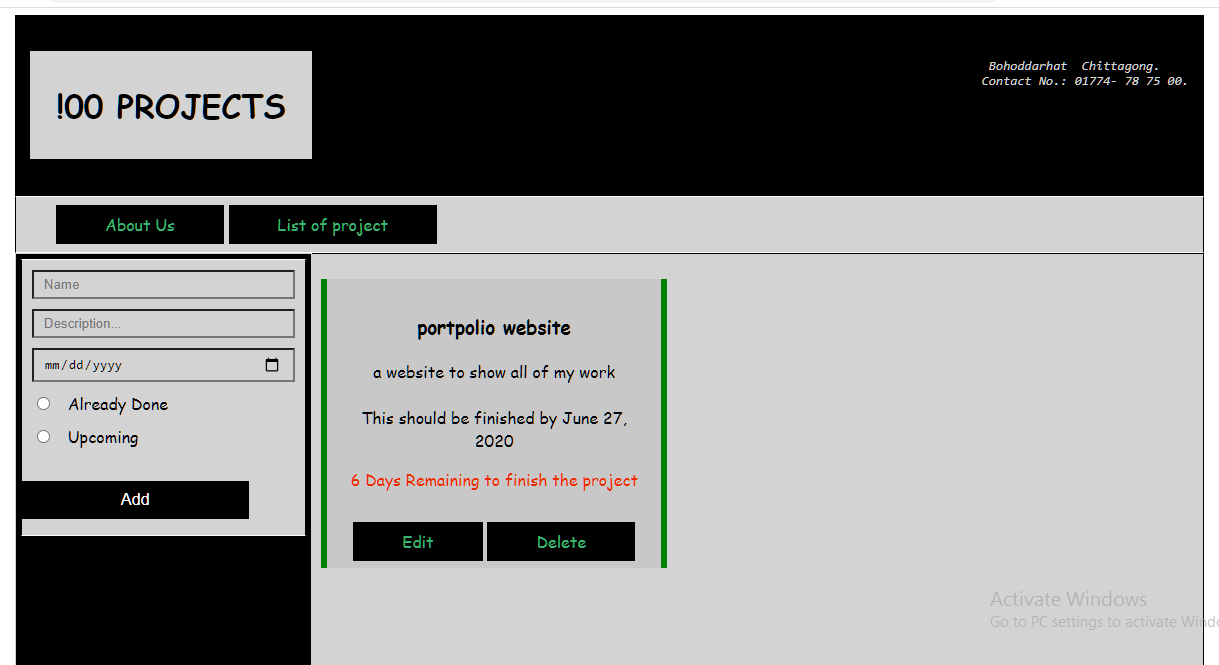 !00 PROJECTS
Bohoddarhat Chittagong.
Contact No.: 01774- 78 75 00.
About Us
List of project
Name
Description...
mm/dd/yyyy
Already Done
Upcoming
Add
portpolio website
a website to show all of my work
This should be finished by June 27,
2020
6 Days Remaining to finish the project
Edit
Delete
Activate Windows
Go to PC settings to activate Windo